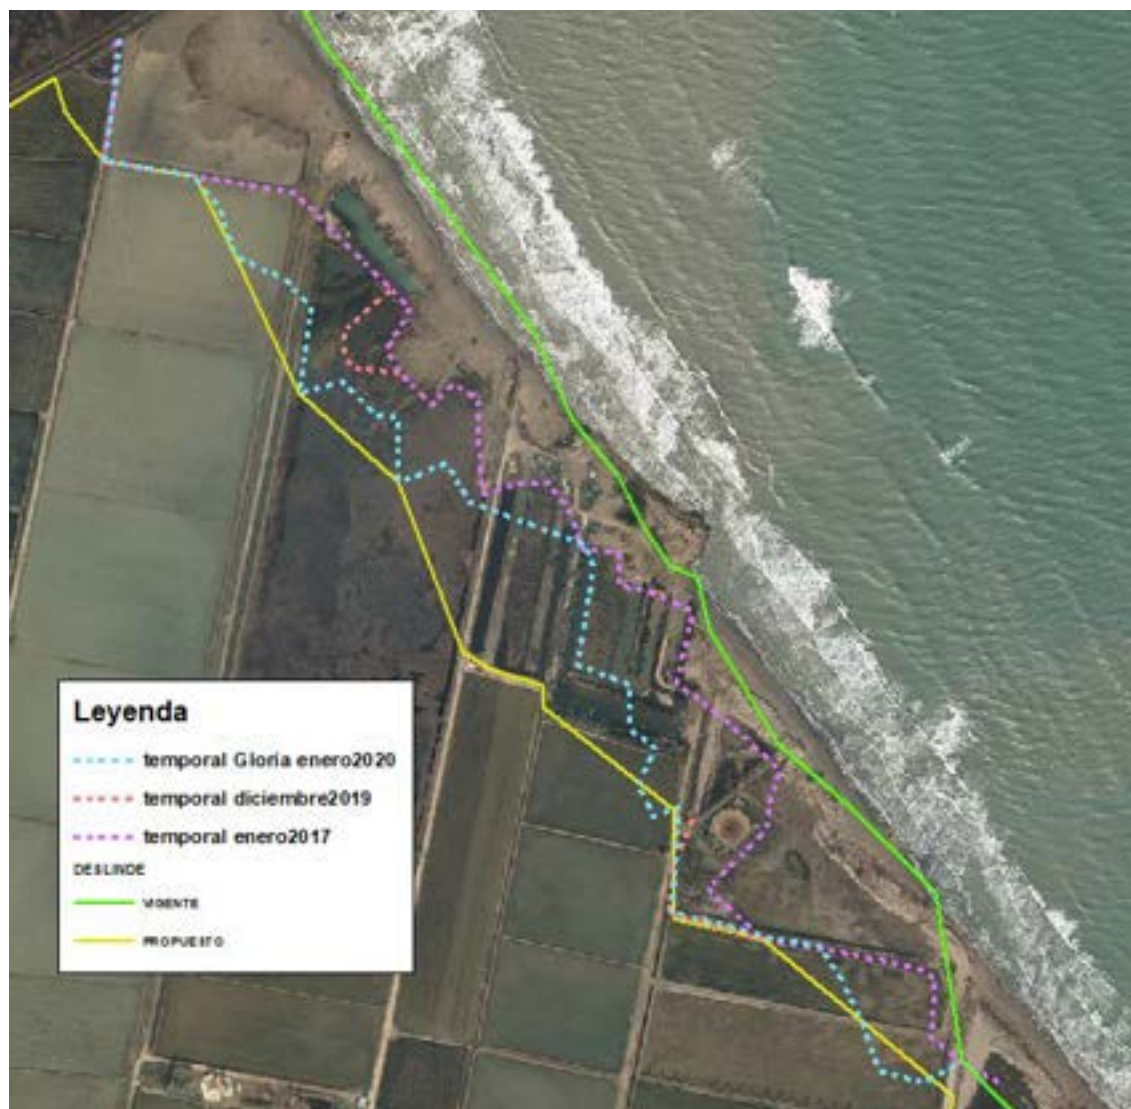 Leyenda
temporal Gloria enero2020
temporal diciembre2019
temporal enero2017
DESLINDE
VIGENTE
PROPUESTO